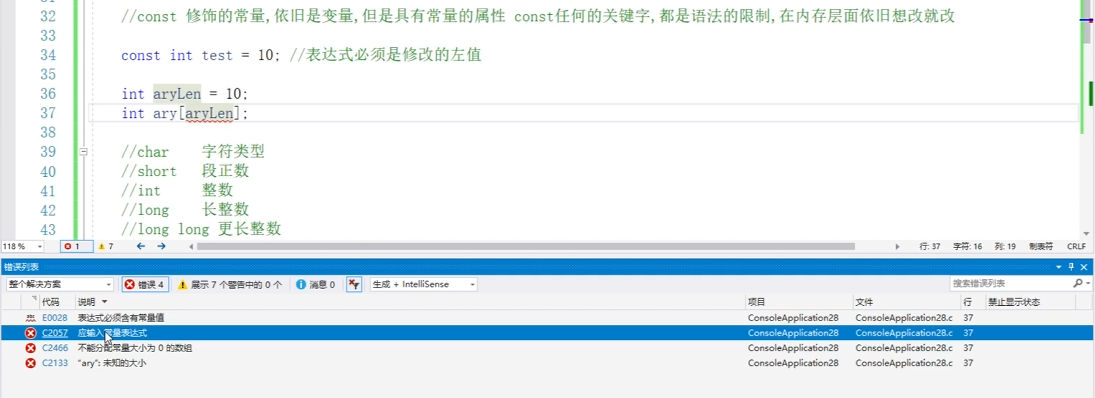 32 //const 修饰的常量,依旧是变量,但是具有常量的属性 const任何的关键字,都是语法的限制,在内存层面依旧想改就改
33
34 const int test = 10; //表达式必须是修改的左值
35
36 int aryLen = 10;
37 int ary[aryLen];
38
39 //char 字符类型
40 //short 段正数
41 //int 整数
42 //long 长整数
43 //long long 更长整数
118 % 1 7 行: 37 字符: 16 列: 19 制表符 CRLF
错误列表
整个解决方案 错误 4 展示 7 个警告中的 0 个 消息 0 生成 + IntelliSense 搜索错误列表
代码 说明 项目 文件 行 禁止显示状态
E0028 表达式必须含有常量值 ConsoleApplication28 ConsoleApplication28.c 37
C2057 应输入常量表达式 ConsoleApplication28 ConsoleApplication28.c 37
C2466 不能分配常量大小为 0 的数组 ConsoleApplication28 ConsoleApplication28.c 37
C2133 "ary": 未知的大小 ConsoleApplication28 ConsoleApplication28.c 37